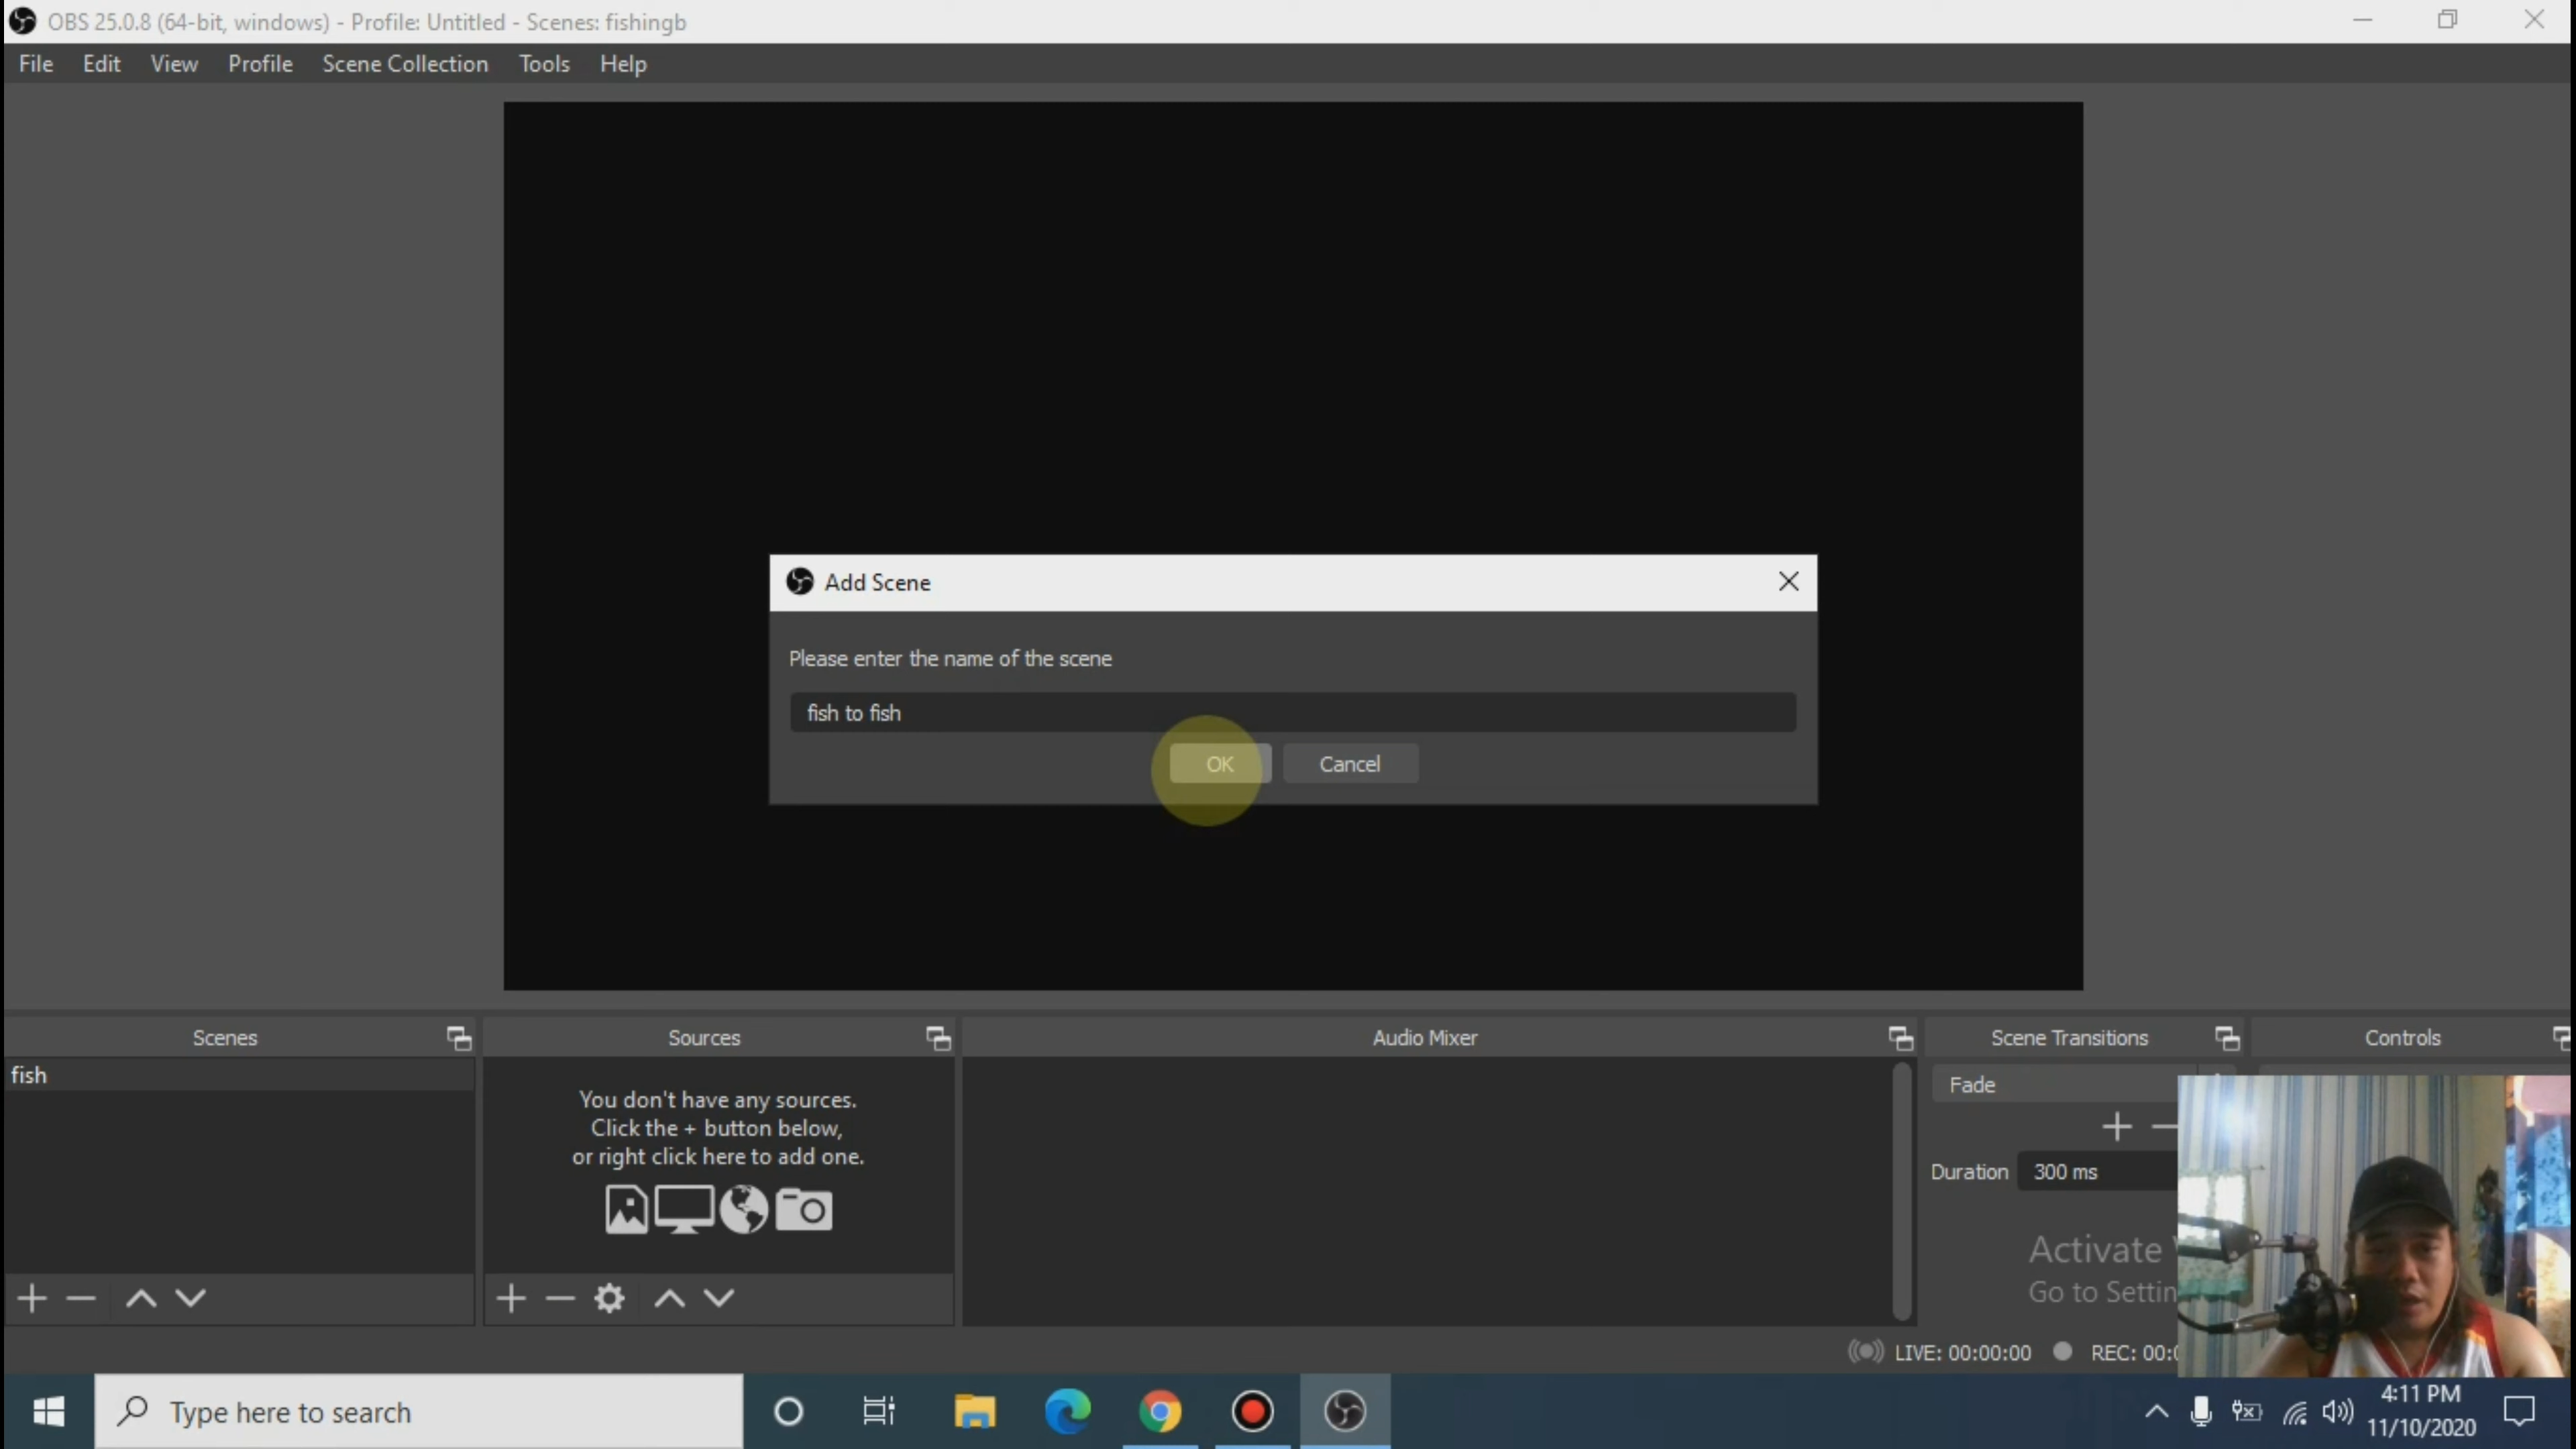 OBS 25.0.8 (64-bit, windows) - Profile: Untitled - Scenes: fishingb
File Edit View Profile Scene Collection Tools Help
Add Scene
Please enter the name of the scene
fish to fish
OK Cancel
Scenes Sources Audio Mixer Scene Transitions Controls
fish
You don't have any sources.
Click the + button below,
or right click here to add one.
Fade
Duration 300 ms
Activate
Go to Settin
LIVE: 00:00:00 REC: 00:0
Type here to search
4:11 PM
11/10/2020